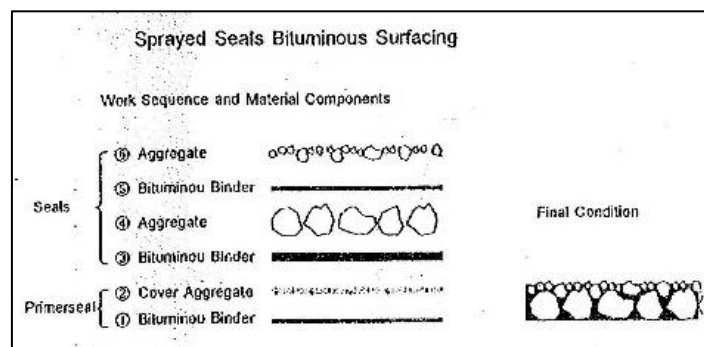 Sprayed Seals Bituminous Surfacing
Work Sequence and Material Components
⑥ Aggregate
⑤ Bituminou Binder
Seals
④ Aggregate
Final Condition
③ Bituminou Binder
② Cover Aggregate
Primerseal
① Bituminou Binder